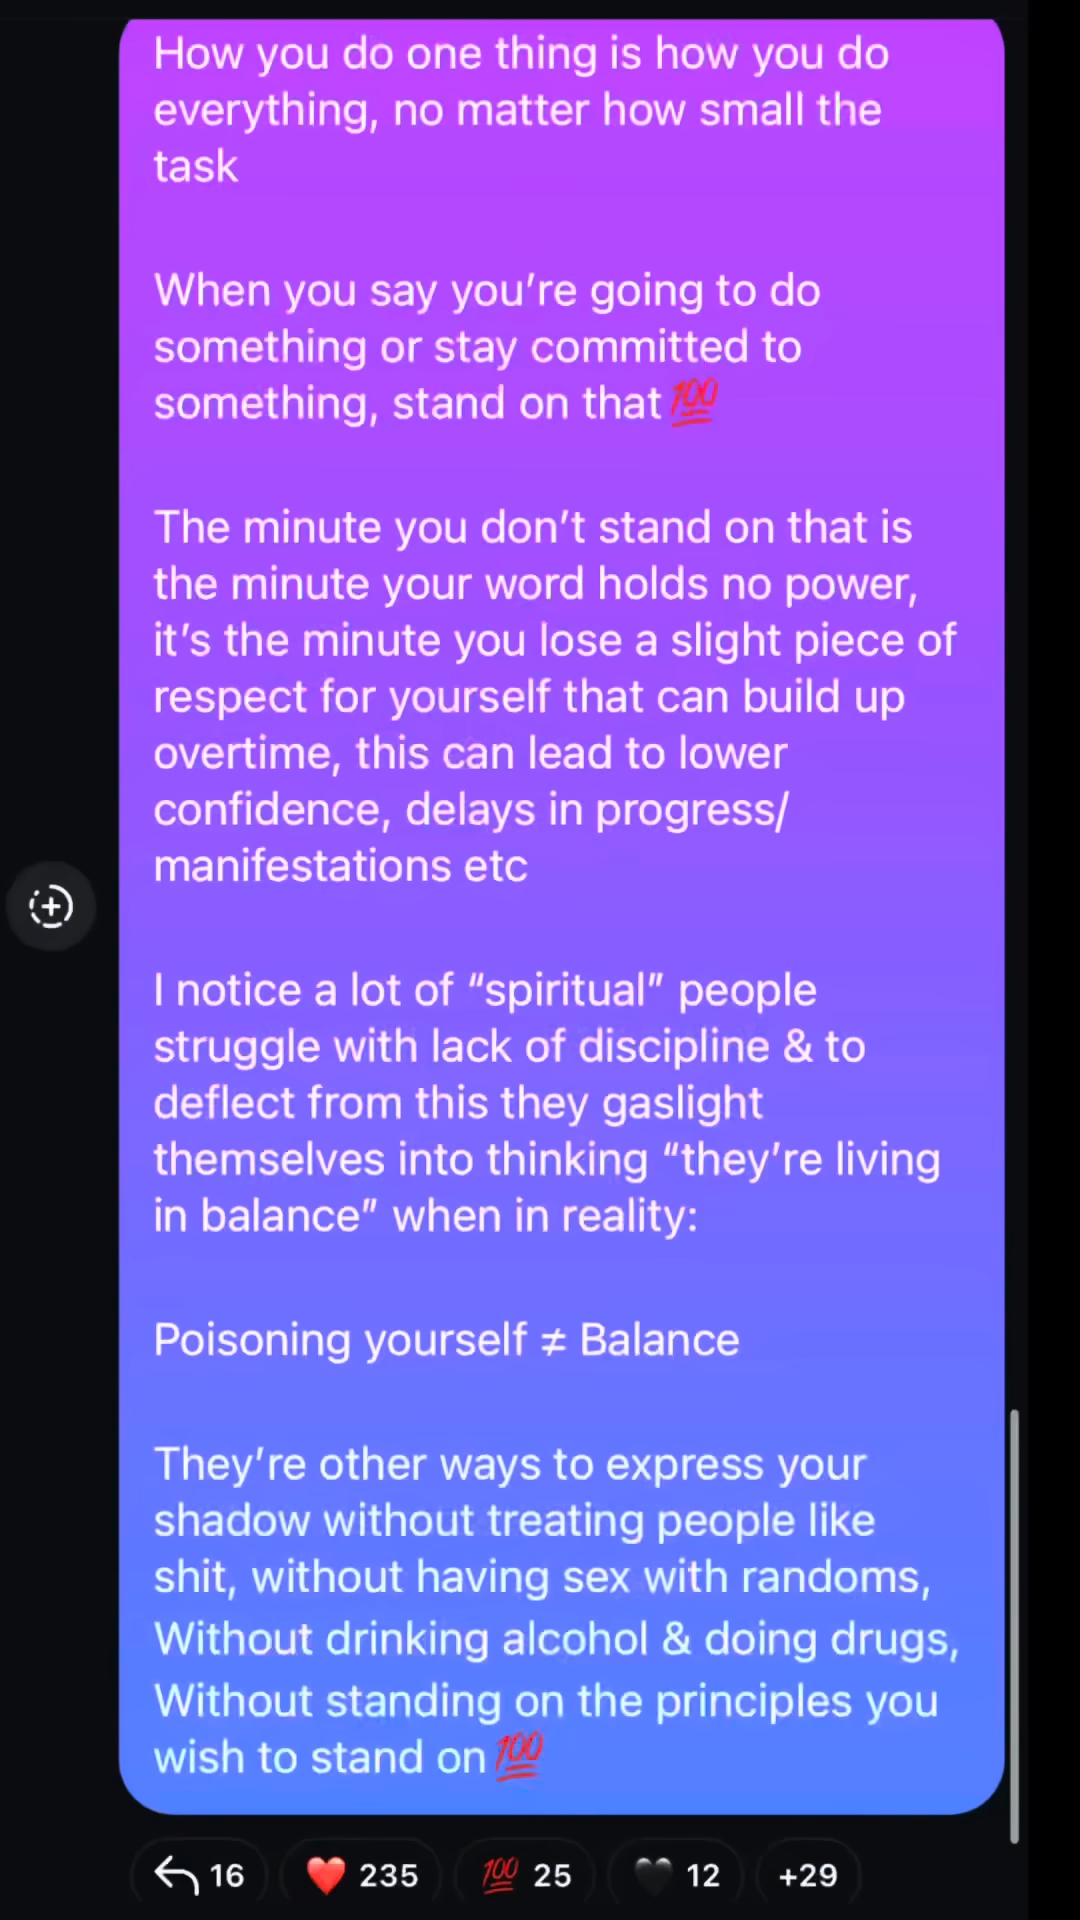 How you do one thing is how you do
everything, no matter how small the
task
When you say you’re going to do
something or stay committed to
something, stand on that💯
The minute you don’t stand on that is
the minute your word holds no power,
it’s the minute you lose a slight piece of
respect for yourself that can build up
overtime, this can lead to lower
confidence, delays in progress/
manifestations etc
I notice a lot of “spiritual” people
struggle with lack of discipline & to
deflect from this they gaslight
themselves into thinking “they’re living
in balance” when in reality:
Poisoning yourself ≠ Balance
They’re other ways to express your
shadow without treating people like
shit, without having sex with randoms,
Without drinking alcohol & doing drugs,
Without standing on the principles you
wish to stand on💯
16 ❤️ 235 💯 25 🖤 12 +29